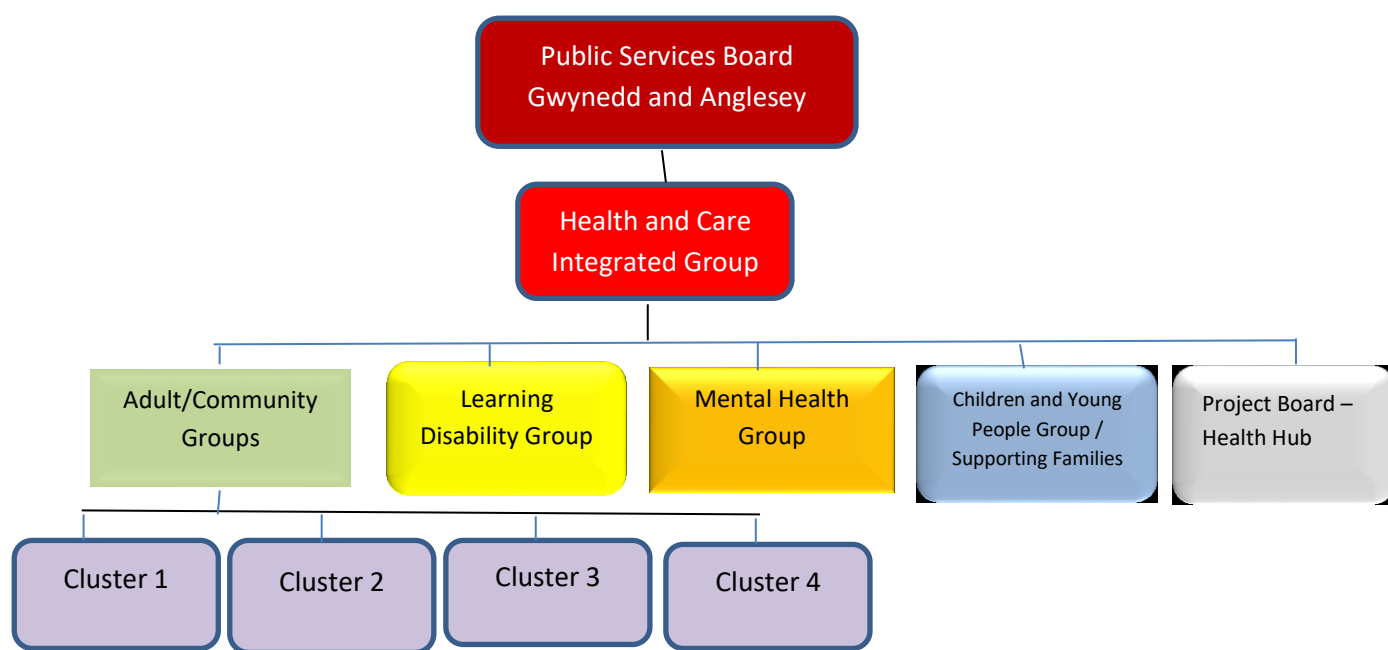 Public Services Board
Gwynedd and Anglesey
Health and Care
Integrated Group
Adult/Community
Groups
Learning
Disability Group
Mental Health
Group
Children and Young
People Group /
Supporting Families
Project Board –
Health Hub
Cluster 1
Cluster 2
Cluster 3
Cluster 4